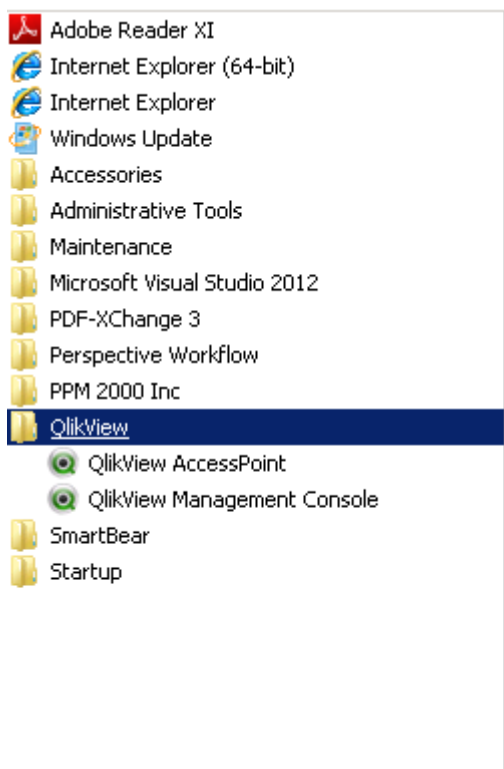 Adobe Reader XI
Internet Explorer (64-bit)
Internet Explorer
Windows Update
Accessories
Administrative Tools
Maintenance
Microsoft Visual Studio 2012
PDF-XChange 3
Perspective Workflow
PPM 2000 Inc
QlikView
QlikView AccessPoint
QlikView Management Console
SmartBear
Startup